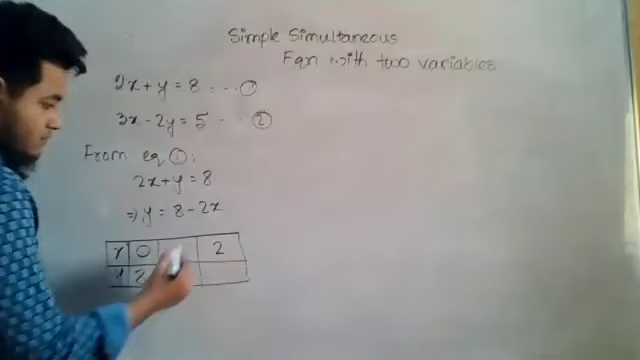 Simple Simultaneous
Eqn with two variables
2x + y = 8 ... ①
3x - 2y = 5 ... ②
From eq ①:
2x + y = 8
⇒ y = 8 - 2x
x 0 2
y